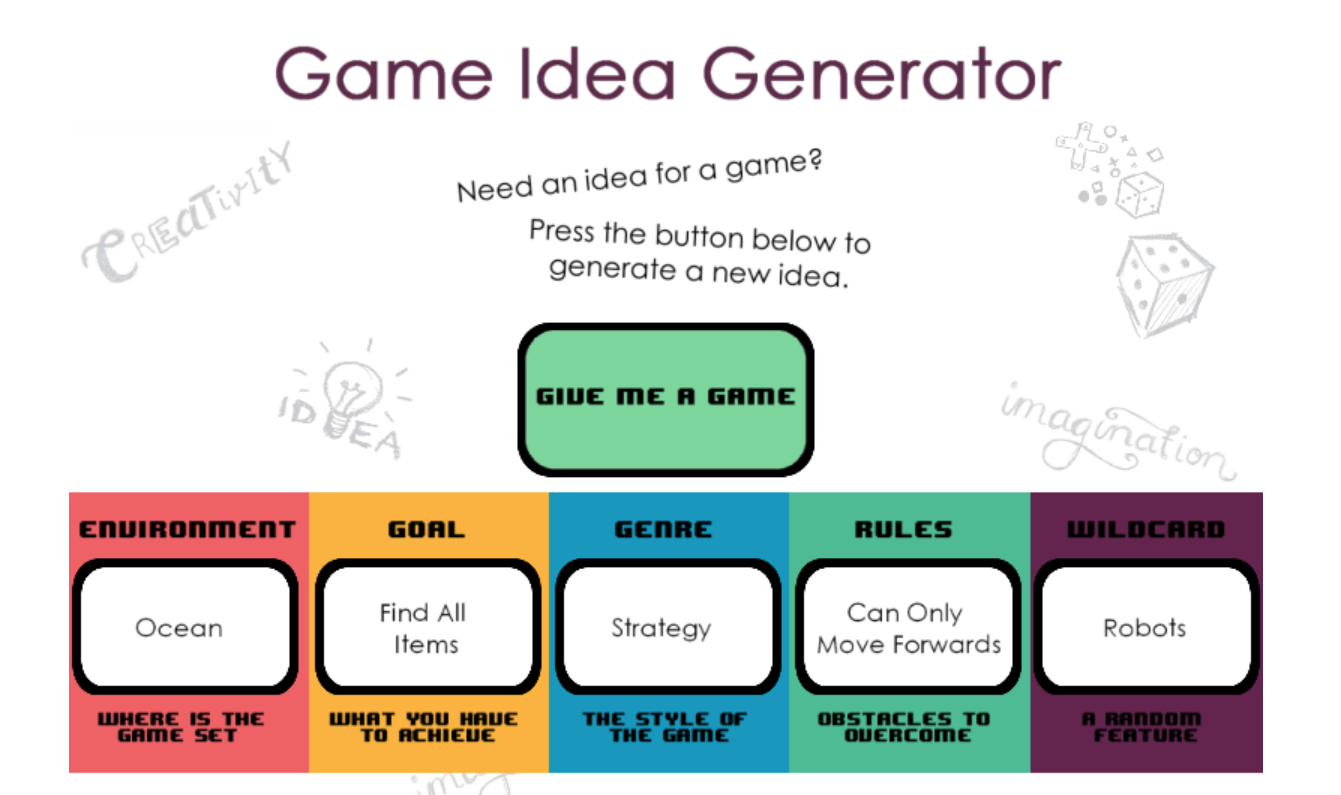 Game Idea Generator
CREATIVITY
Need an idea for a game?
Press the button below to
generate a new idea.
IDEA
GIVE ME A GAME
imagination
ENVIRONMENT
Ocean
WHERE IS THE
GAME SET
GOAL
Find All
Items
WHAT YOU HAVE
TO ACHIEVE
GENRE
Strategy
THE STYLE OF
THE GAME
RULES
Can Only
Move Forwards
OBSTACLES TO
OVERCOME
WILDCARD
Robots
A RANDOM
FEATURE